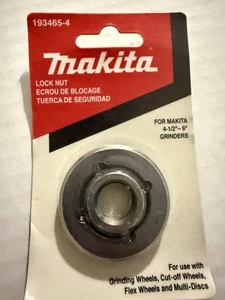 193465-4
Makita
LOCK NUT
ECROU DE BLOCAGE
TUERCA DE SEGURIDAD
FOR MAKITA
4-1/2"- 9"
GRINDERS
For use with
Grinding Wheels, Cut-off Wheels,
Flex Wheels and Multi-Discs